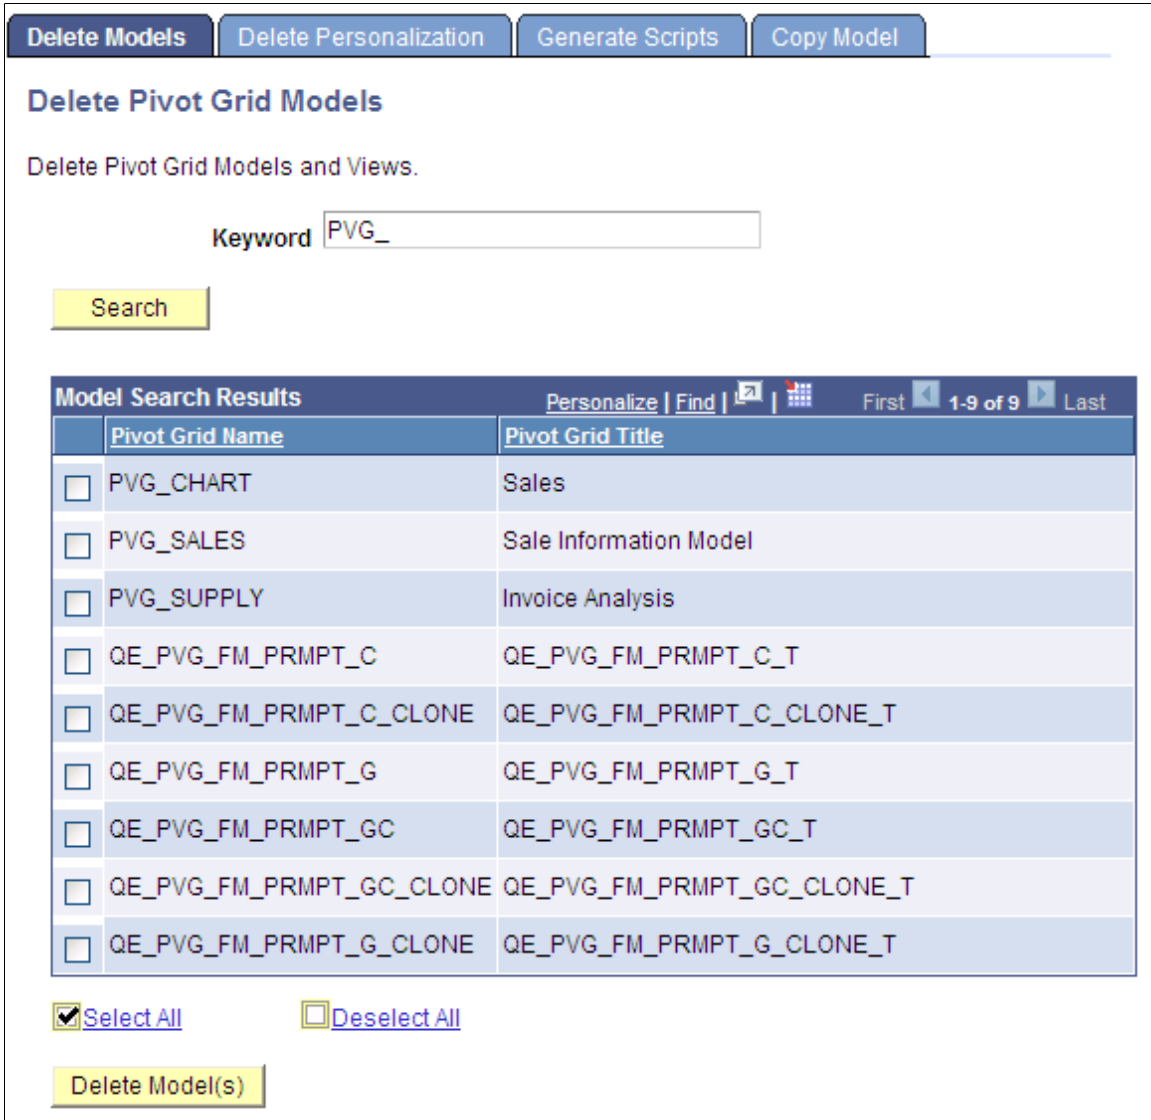 Delete Models Delete Personalization Generate Scripts Copy Model
Delete Pivot Grid Models
Delete Pivot Grid Models and Views.
Keyword PVG_
Search
Model Search Results Personalize | Find | | First 1-9 of 9 Last
Pivot Grid Name Pivot Grid Title
PVG_CHART Sales
PVG_SALES Sale Information Model
PVG_SUPPLY Invoice Analysis
QE_PVG_FM_PRMPT_C QE_PVG_FM_PRMPT_C_T
QE_PVG_FM_PRMPT_C_CLONE QE_PVG_FM_PRMPT_C_CLONE_T
QE_PVG_FM_PRMPT_G QE_PVG_FM_PRMPT_G_T
QE_PVG_FM_PRMPT_GC QE_PVG_FM_PRMPT_GC_T
QE_PVG_FM_PRMPT_GC_CLONE QE_PVG_FM_PRMPT_GC_CLONE_T
QE_PVG_FM_PRMPT_G_CLONE QE_PVG_FM_PRMPT_G_CLONE_T
Select All Deselect All
Delete Model(s)